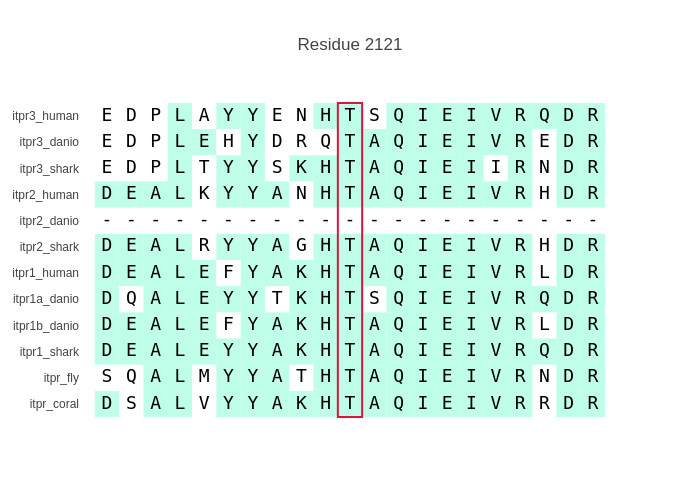 Residue 2121
itpr3_human E D P L A Y Y E N H T S Q I E I V R Q D R
itpr3_danio E D P L E H Y D R Q T A Q I E I V R E D R
itpr3_shark E D P L T Y Y S K H T A Q I E I I R N D R
itpr2_human D E A L K Y Y A N H T A Q I E I V R H D R
itpr2_danio - - - - - - - - - - - - - - - - - - - - -
itpr2_shark D E A L R Y Y A G H T A Q I E I V R H D R
itpr1_human D E A L E F Y A K H T A Q I E I V R L D R
itpr1a_danio D Q A L E Y Y T K H T S Q I E I V R Q D R
itpr1b_danio D E A L E F Y A K H T A Q I E I V R L D R
itpr1_shark D E A L E Y Y A K H T A Q I E I V R Q D R
itpr_fly S Q A L M Y Y A T H T A Q I E I V R N D R
itpr_coral D S A L V Y Y A K H T A Q I E I V R R D R